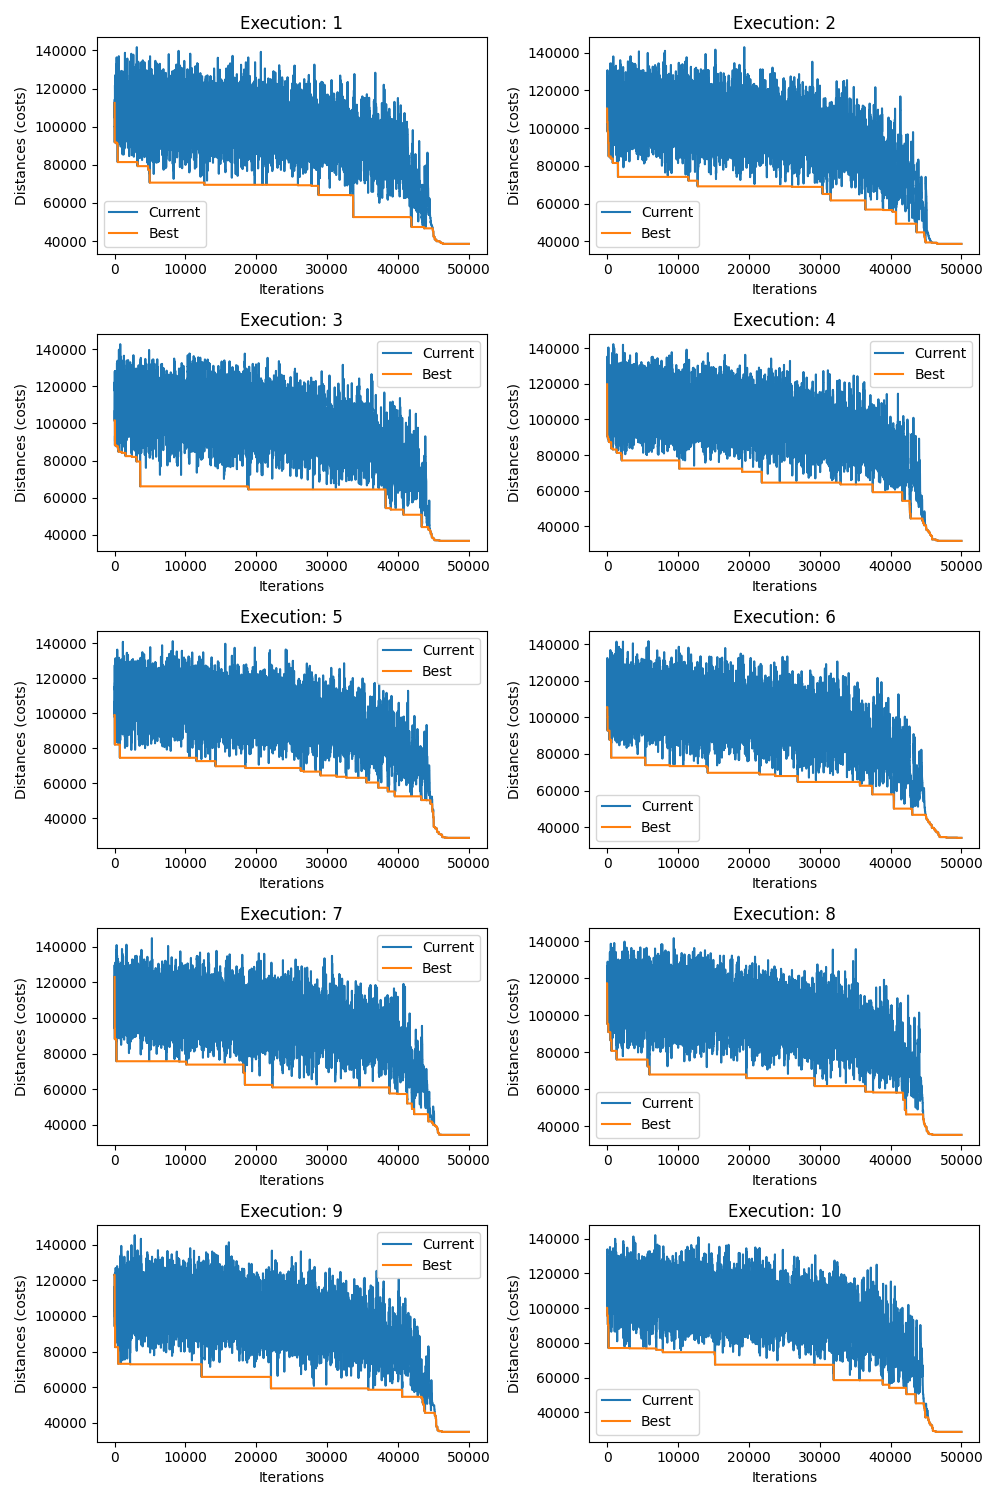 Execution: 1
Execution: 2
Distances (costs)
140000
120000
100000
80000
60000
40000
Current
Best
0 10000 20000 30000 40000 50000
Iterations
Distances (costs)
140000
120000
100000
80000
60000
40000
Current
Best
0 10000 20000 30000 40000 50000
Iterations
Execution: 3
Execution: 4
Distances (costs)
140000
120000
100000
80000
60000
40000
Current
Best
0 10000 20000 30000 40000 50000
Iterations
Distances (costs)
140000
120000
100000
80000
60000
40000
Current
Best
0 10000 20000 30000 40000 50000
Iterations
Execution: 5
Execution: 6
Distances (costs)
140000
120000
100000
80000
60000
40000
Current
Best
0 10000 20000 30000 40000 50000
Iterations
Distances (costs)
140000
120000
100000
80000
60000
40000
Current
Best
0 10000 20000 30000 40000 50000
Iterations
Execution: 7
Execution: 8
Distances (costs)
140000
120000
100000
80000
60000
40000
Current
Best
0 10000 20000 30000 40000 50000
Iterations
Distances (costs)
140000
120000
100000
80000
60000
40000
Current
Best
0 10000 20000 30000 40000 50000
Iterations
Execution: 9
Execution: 10
Distances (costs)
140000
120000
100000
80000
60000
40000
Current
Best
0 10000 20000 30000 40000 50000
Iterations
Distances (costs)
140000
120000
100000
80000
60000
40000
Current
Best
0 10000 20000 30000 40000 50000
Iterations